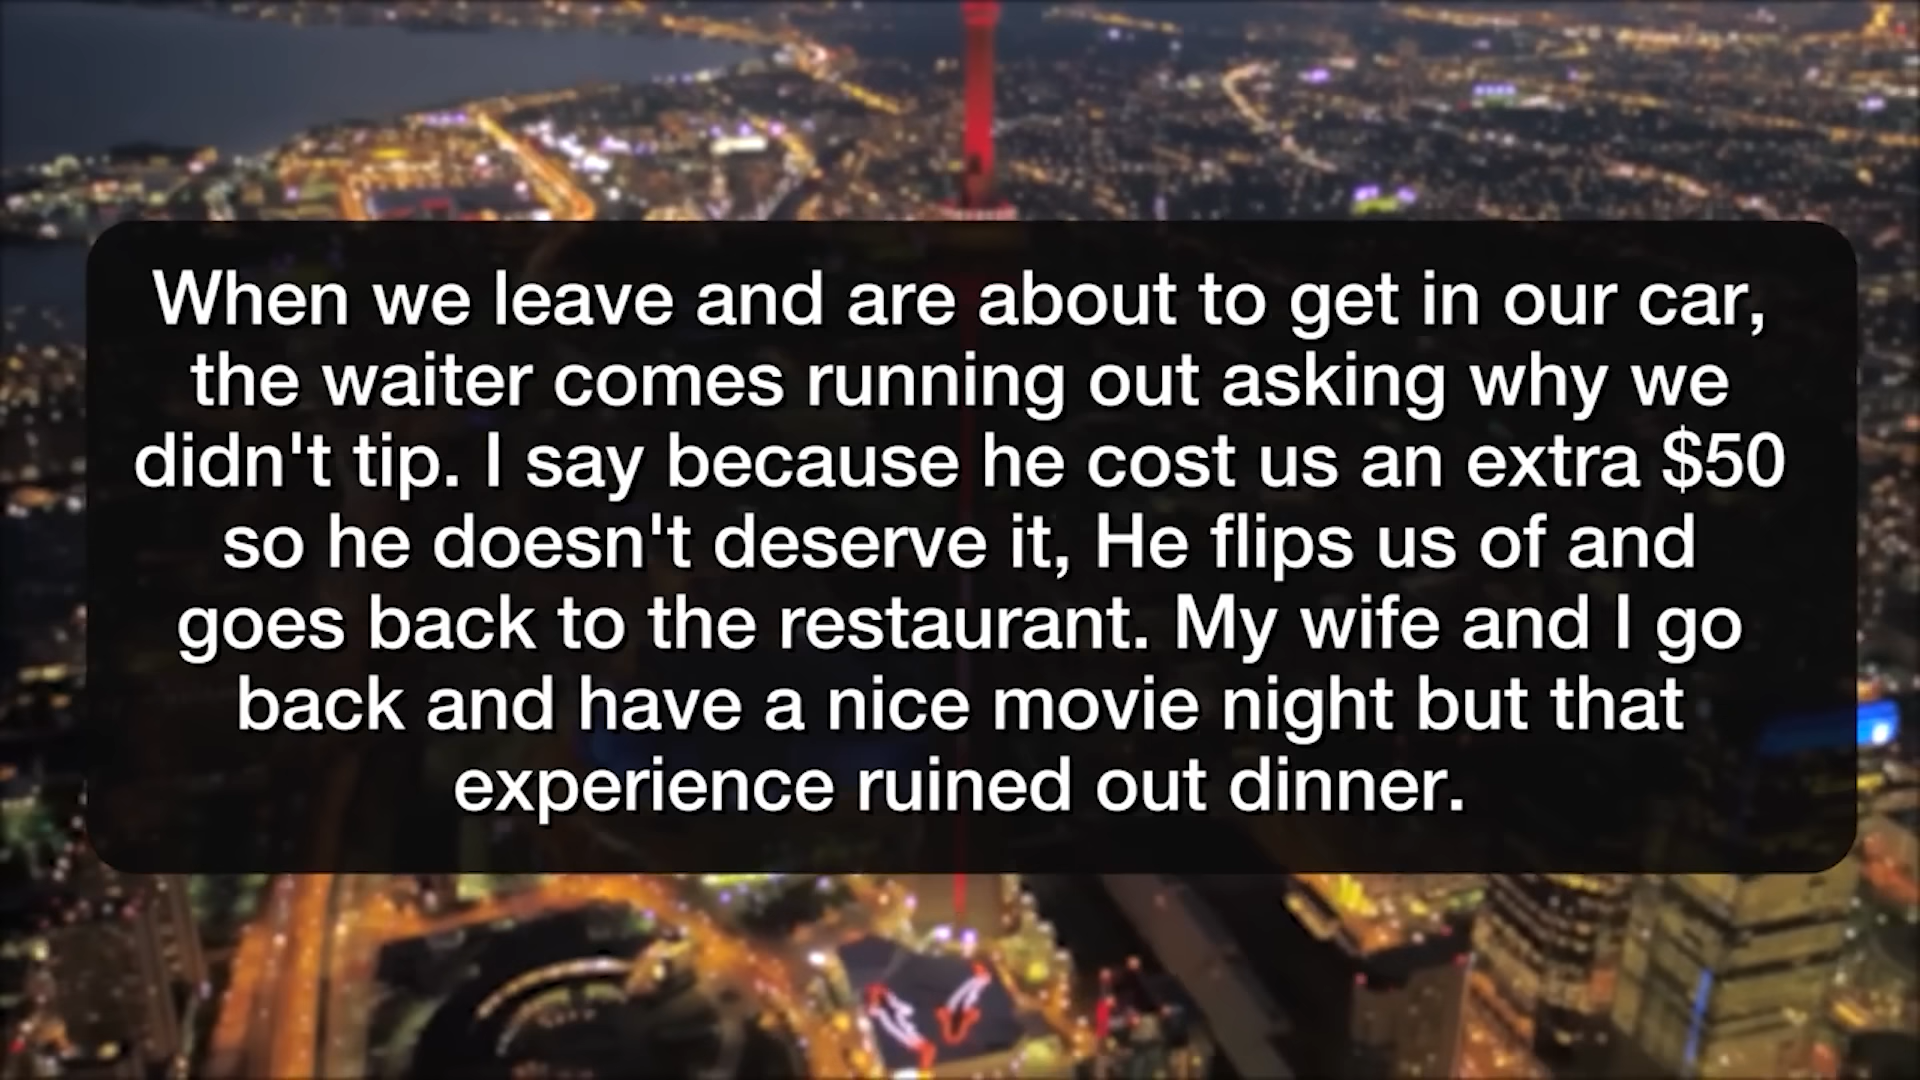 When we leave and are about to get in our car,
the waiter comes running out asking why we
didn't tip. I say because he cost us an extra $50
so he doesn't deserve it, He flips us of and
goes back to the restaurant. My wife and I go
back and have a nice movie night but that
experience ruined out dinner.